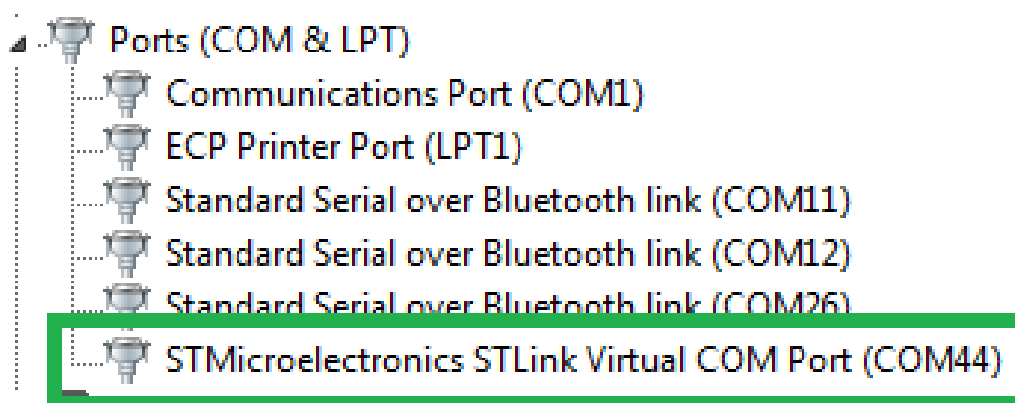 Ports (COM & LPT)
Communications Port (COM1)
ECP Printer Port (LPT1)
Standard Serial over Bluetooth link (COM11)
Standard Serial over Bluetooth link (COM12)
Standard Serial over Bluetooth link (COM26)
STMicroelectronics STLink Virtual COM Port (COM44)